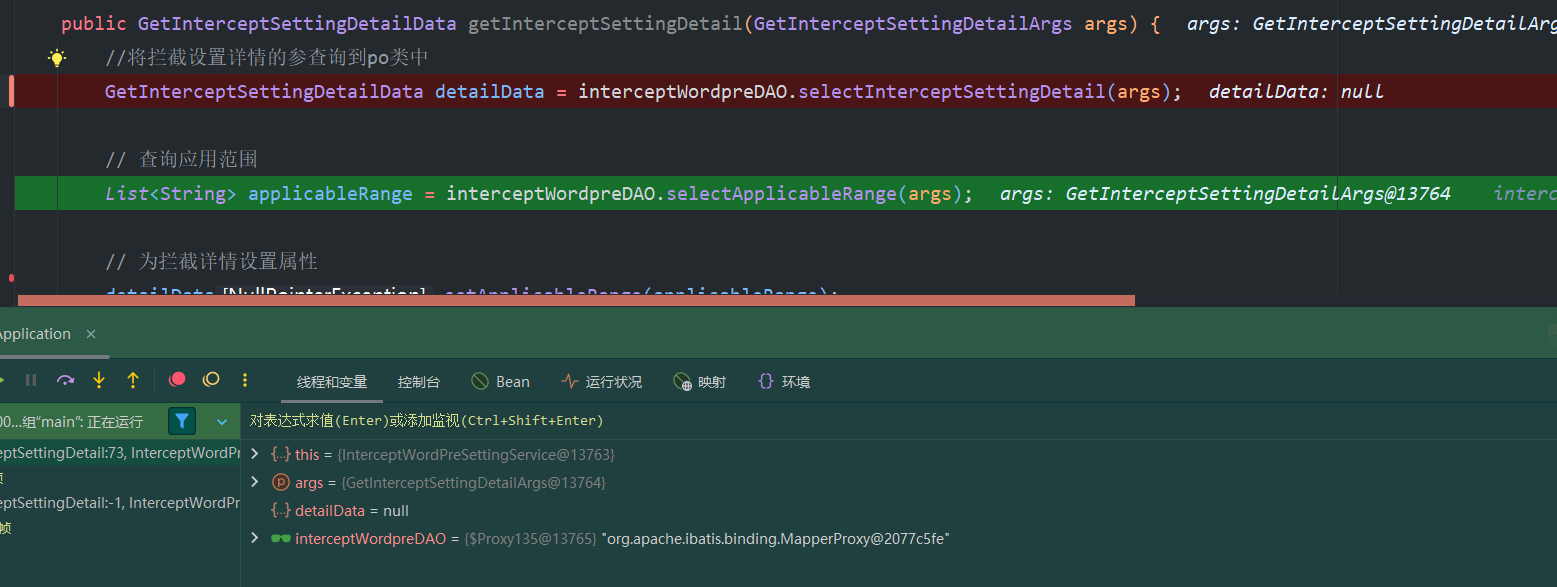 public GetInterceptSettingDetailData getInterceptSettingDetail(GetInterceptSettingDetailArgs args) { args: GetInterceptSettingDetailArg
//将拦截设置详情的参查询到po类中
GetInterceptSettingDetailData detailData = interceptWordpreDAO.selectInterceptSettingDetail(args); detailData: null
// 查询应用范围
List<String> applicableRange = interceptWordpreDAO.selectApplicableRange(args); args: GetInterceptSettingDetailArgs@13764 interc
// 为拦截详情设置属性
detailData [NullPointerException] .setApplicableRange(applicableRange);
Application ×
线程和变量 控制台 Bean 运行状况 映射 环境
00...组“main”: 正在运行
对表达式求值(Enter)或添加监视(Ctrl+Shift+Enter)
eptSettingDetail:73, InterceptWordPr
this = {InterceptWordPreSettingService@13763}
帧
args = {GetInterceptSettingDetailArgs@13764}
eptSettingDetail:-1, InterceptWordPr
detailData = null
帧
interceptWordpreDAO = {$Proxy135@13765} "org.apache.ibatis.binding.MapperProxy@2077c5fe"